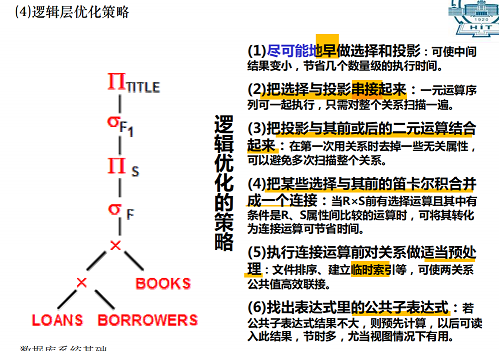 (4)逻辑层优化策略
HIT
ΠTITLE
σF1
ΠS
σF
×
×
BOOKS
LOANS
BORROWERS
逻辑优化的策略
(1)尽可能地早做选择和投影：可使中间
结果变小，节省几个数量级的执行时间。
(2)把选择与投影串接起来：一元运算序
列可一起执行，只需对整个关系扫描一遍。
(3)把投影与其前或后的二元运算结合
起来：在第一次用关系时去掉一些无关属性，
可以避免多次扫描整个关系。
(4)把某些选择与其前的笛卡尔积合并
成一个连接：当R×S前有选择运算且其中有
条件是R、S属性间比较的运算时，可将其转化
为连接运算可节省时间。
(5)执行连接运算前对关系做适当预处
理：文件排序、建立临时索引等，可使两关系
公共值高效联接。
(6)找出表达式里的公共子表达式：若
公共子表达式结果不大，则预先计算，以后可读
入此结果，节时多，尤当视图情况下有用。